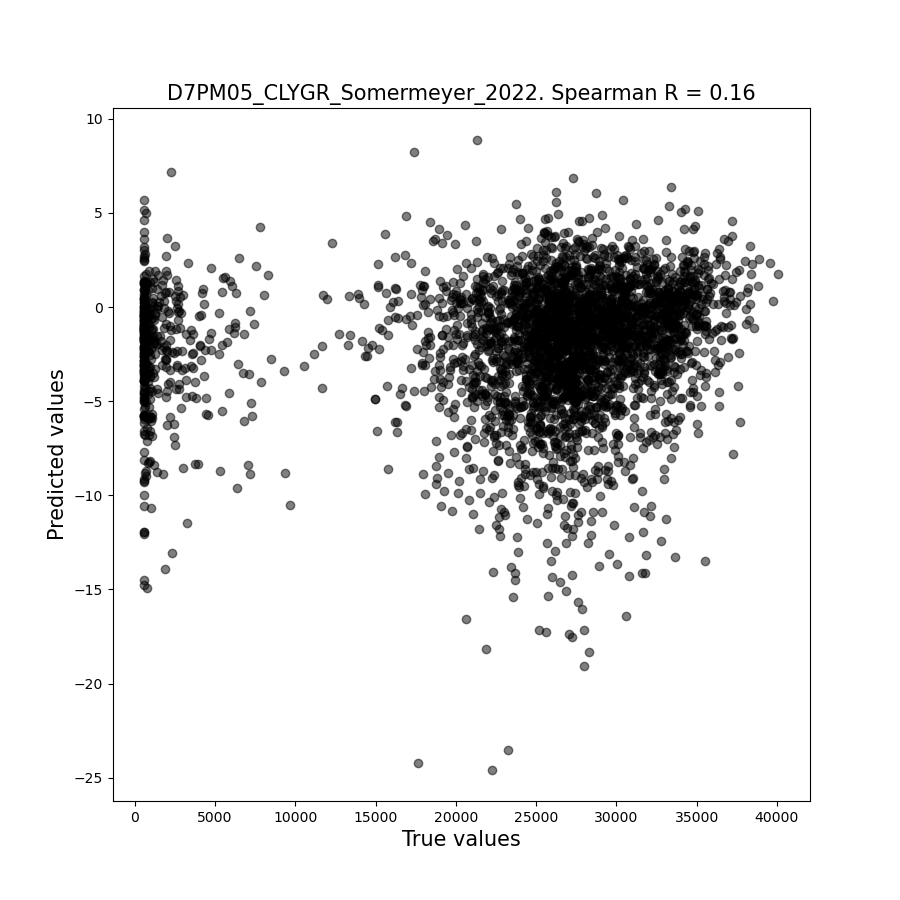 D7PM05_CLYGR_Somermeyer_2022. Spearman R = 0.16
10
5
0
−5
−10
−15
−20
−25
Predicted values
0 5000 10000 15000 20000 25000 30000 35000 40000
True values